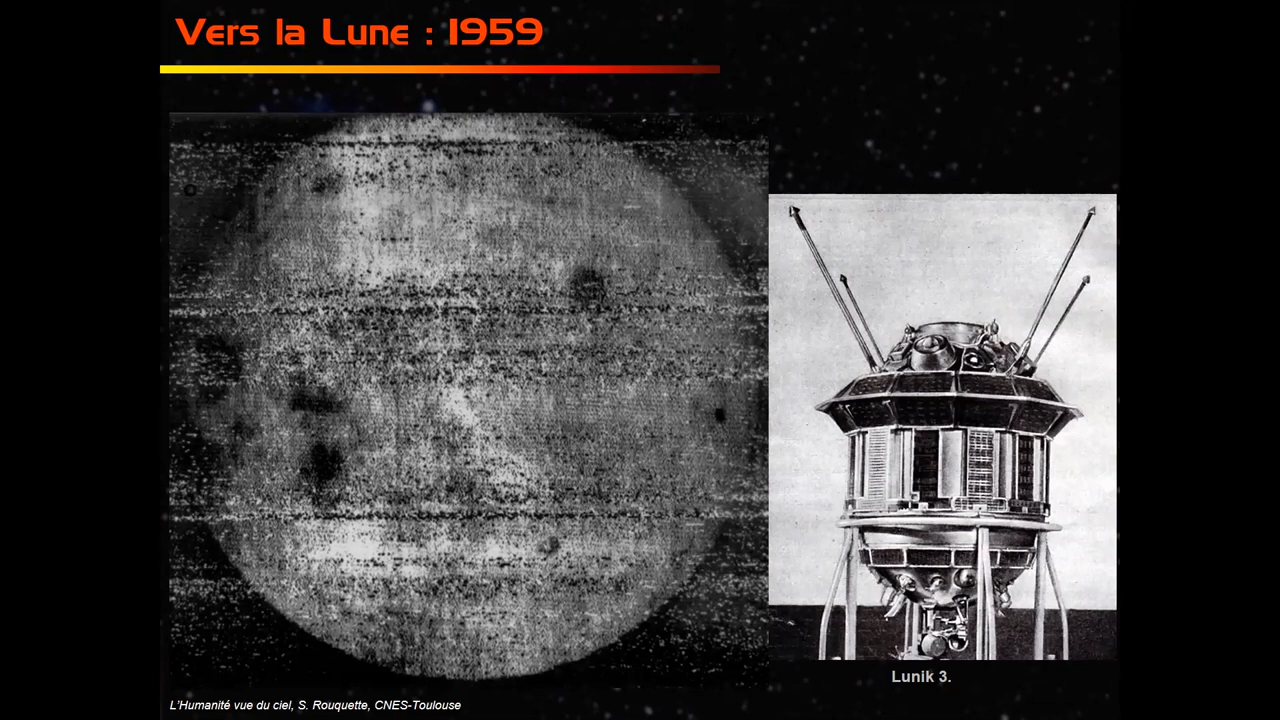 Vers la Lune : 1959
Lunik 3.
L'Humanité vue du ciel, S. Rouquette, CNES-Toulouse